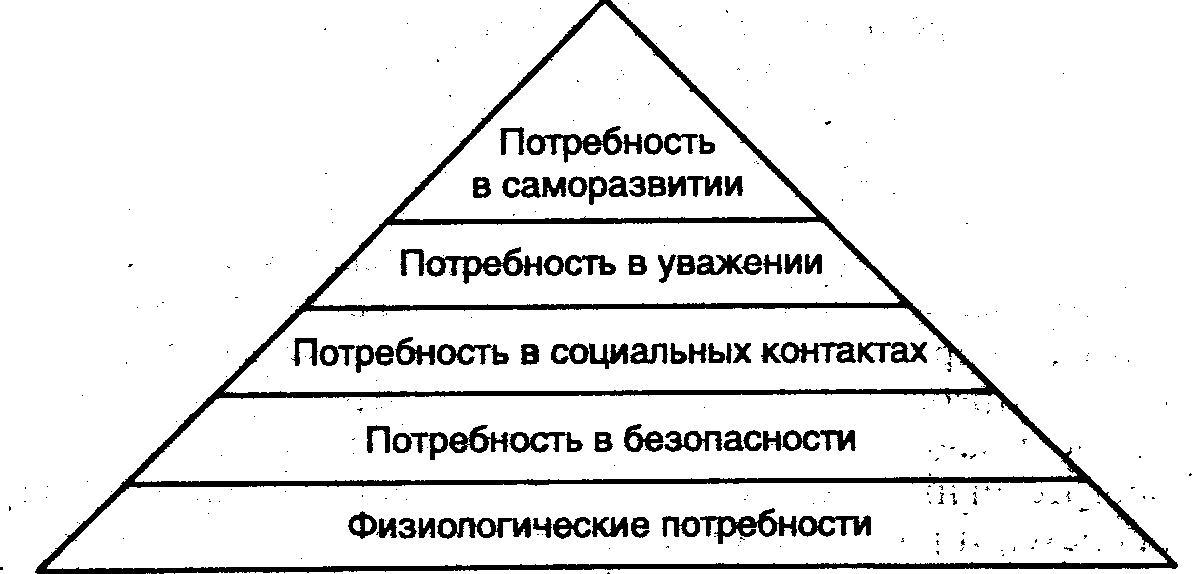 Потребность
в саморазвитии
Потребность в уважении
Потребность в социальных контактах
Потребность в безопасности
Физиологические потребности